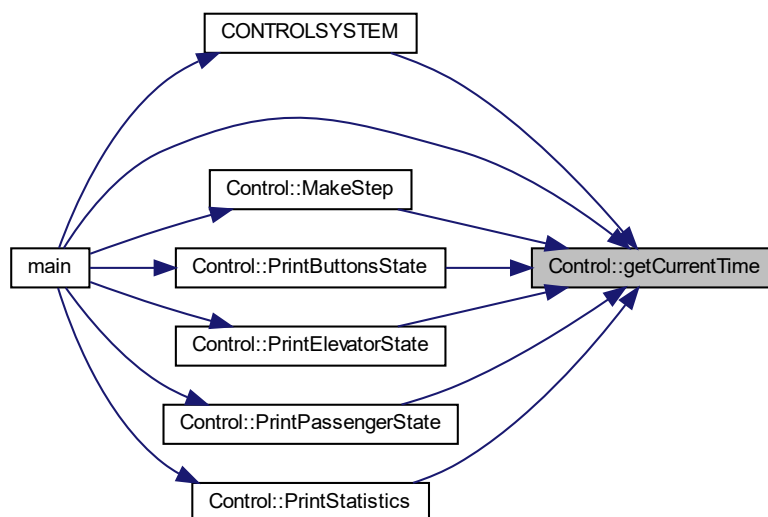 CONTROLSYSTEM
Control::MakeStep
main
Control::PrintButtonsState
Control::getCurrentTime
Control::PrintElevatorState
Control::PrintPassengerState
Control::PrintStatistics